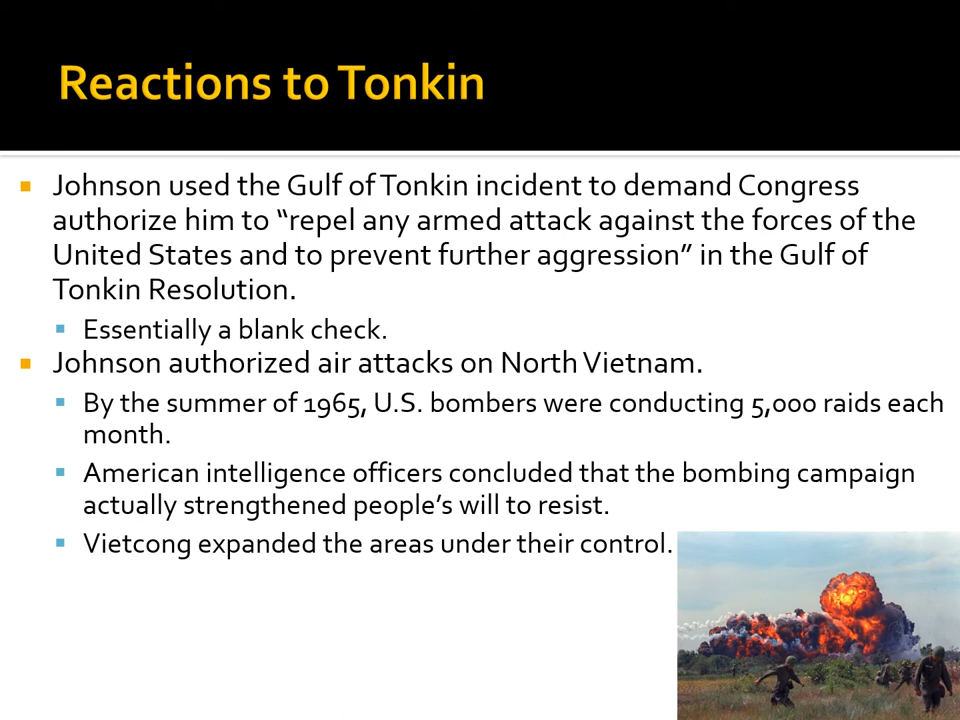 Reactions to Tonkin
Johnson used the Gulf of Tonkin incident to demand Congress
authorize him to “repel any armed attack against the forces of the
United States and to prevent further aggression” in the Gulf of
Tonkin Resolution.
Essentially a blank check.
Johnson authorized air attacks on North Vietnam.
By the summer of 1965, U.S. bombers were conducting 5,000 raids each
month.
American intelligence officers concluded that the bombing campaign
actually strengthened people’s will to resist.
Vietcong expanded the areas under their control.